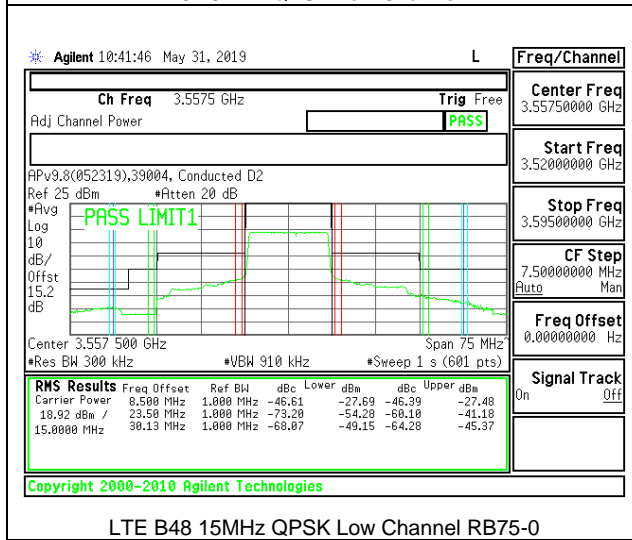 Agilent 10:41:46 May 31, 2019 L
Freq/Channel
Ch Freq 3.5575 GHz Trig Free
Adj Channel Power PASS
Center Freq
3.55750000 GHz
Start Freq
3.52000000 GHz
APv9.8(052319),39004, Conducted D2
Ref 25 dBm #Atten 20 dB
#Avg
Log
10
dB/
Offst
15.2
dB
PASS LIMIT1
Stop Freq
3.59500000 GHz
CF Step
7.50000000 MHz
Auto Man
Freq Offset
0.00000000 Hz
Center 3.557 500 GHz Span 75 MHz^
#Res BW 300 kHz #VBW 910 kHz #Sweep 1 s (601 pts)
Signal Track
On Off
RMS Results Freq Offset Ref BW dBc Lower dBm dBc Upper dBm
Carrier Power 8.500 MHz 1.000 MHz -46.61 -27.69 -46.39 -27.48
18.92 dBm / 23.50 MHz 1.000 MHz -73.20 -54.28 -60.10 -41.18
15.0000 MHz 30.13 MHz 1.000 MHz -68.07 -49.15 -64.28 -45.37
Copyright 2000-2010 Agilent Technologies
LTE B48 15MHz QPSK Low Channel RB75-0